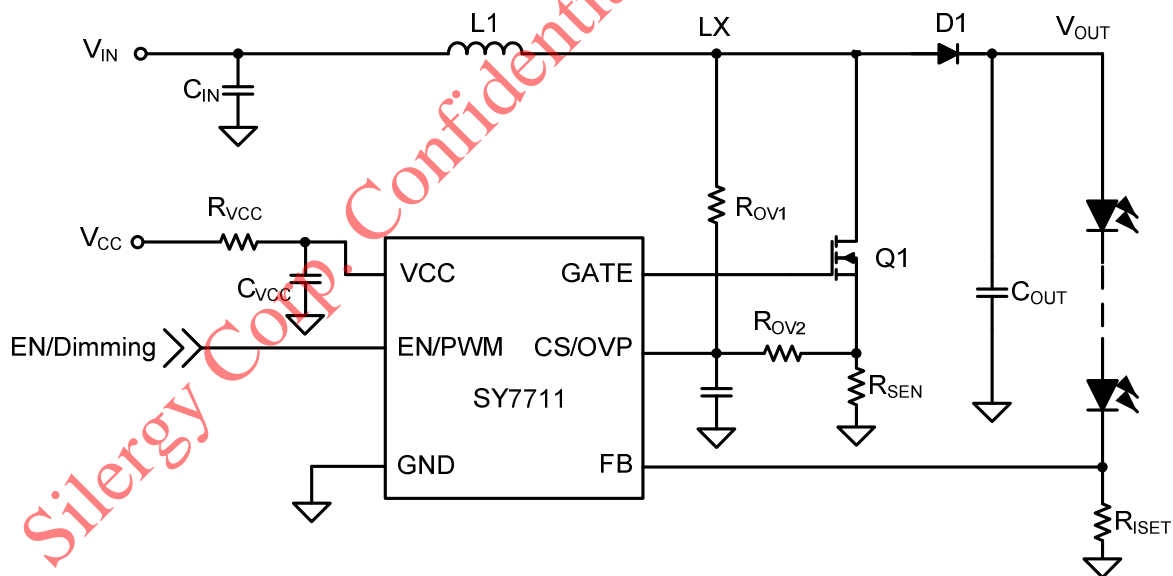 L1
LX
D1
VOUT
VIN
CIN
RVCC
ROV1
VCC
VCC
GATE
Q1
CVCC
COUT
ROV2
EN/Dimming
EN/PWM
CS/OVP
RSEN
SY7711
GND
FB
RISET
Silergy Corp. Confidentia